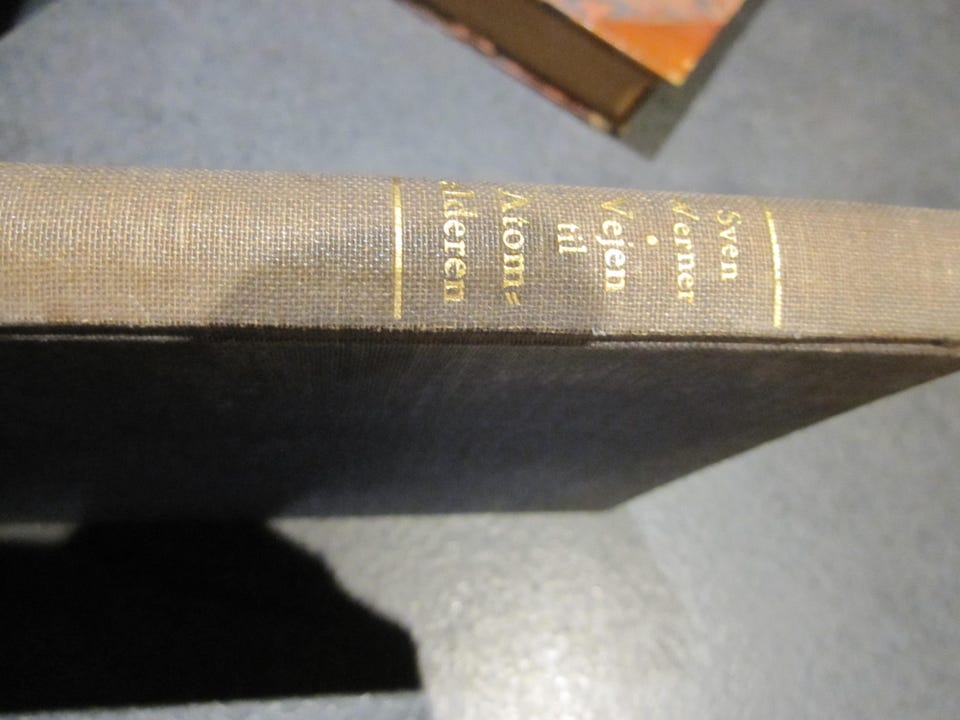 Sven
Werner
•
Vejen
til
Atom=
alderen